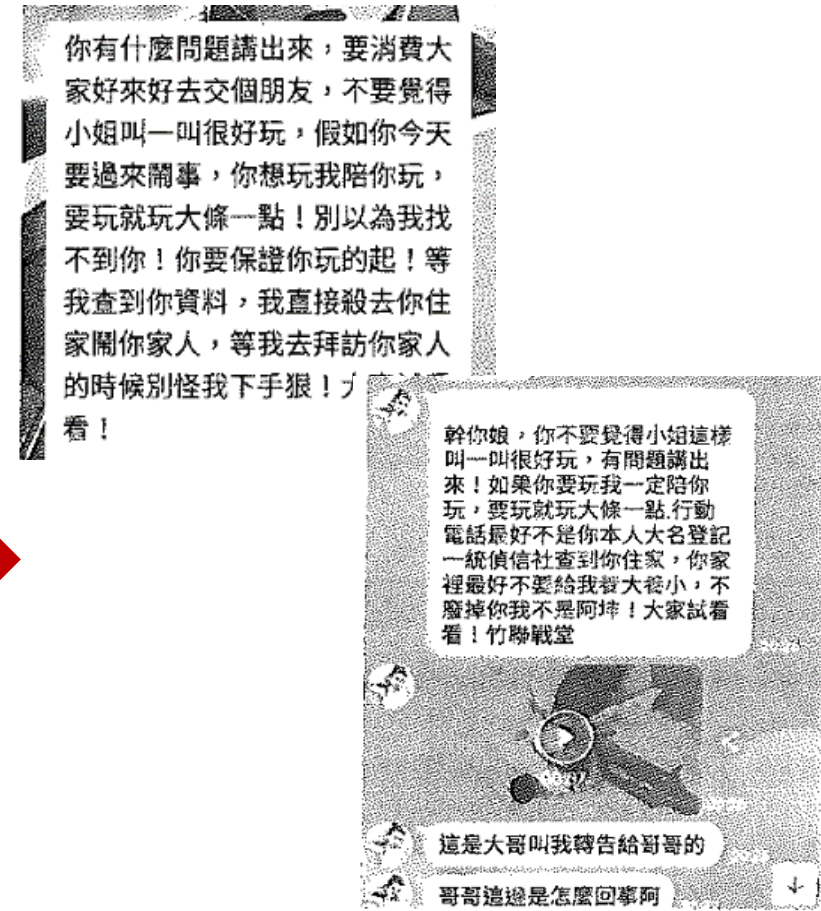 你有什麼問題講出來，要消費大
家好來好去交個朋友，不要覺得
小姐叫一叫很好玩，假如你今天
要過來鬧事，你想玩我陪你玩，
要玩就玩大條一點！別以為我找
不到你！你要保證你玩的起！等
我查到你資料，我直接殺去你住
家鬧你家人，等我去拜訪你家人
的時候別怪我下手狠！
看！
幹你娘，你不要覺得小姐這樣
叫一叫很好玩，有問題講出
來！如果你要玩我一定陪你
玩，要玩就玩大條一點.行動
電話最好不是你本人大名登記
一統偵信社查到你住家，你家
裡最好不要給我養大養小，不
廢掉你我不是阿坤！大家試看
看！竹聯戰堂
這是大哥叫我轉告給哥哥的
哥哥這邊是怎麼回事阿